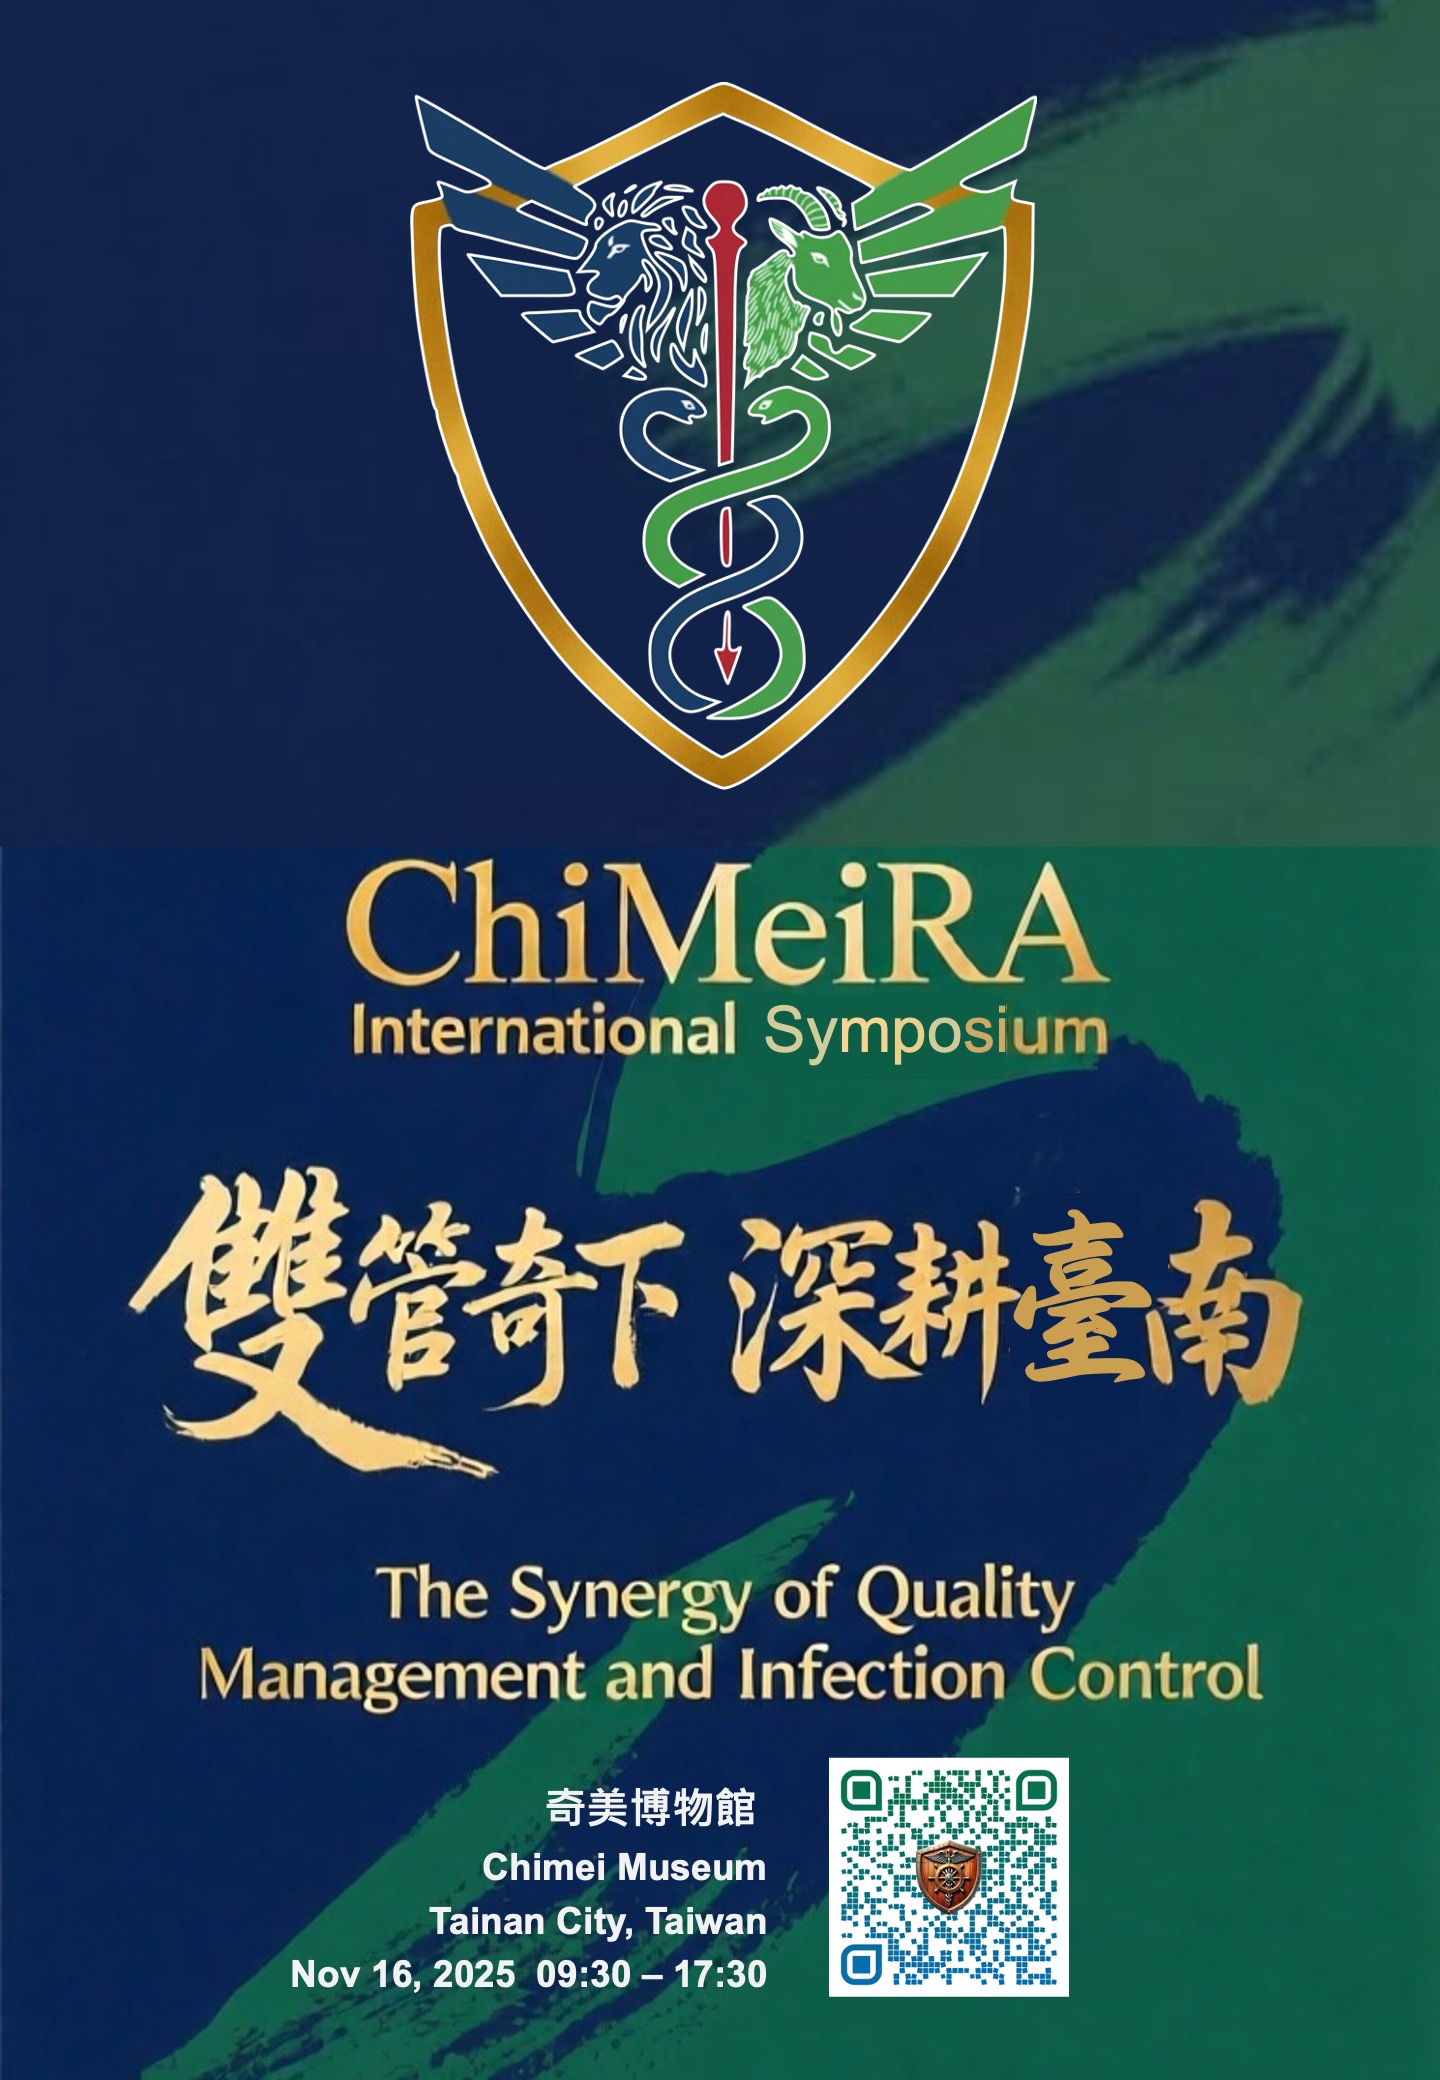 ChiMeiRA
International Symposium
雙管奇下 深耕臺南
The Synergy of Quality
Management and Infection Control
奇美博物館
Chimei Museum
Tainan City, Taiwan
Nov 16, 2025 09:30 – 17:30